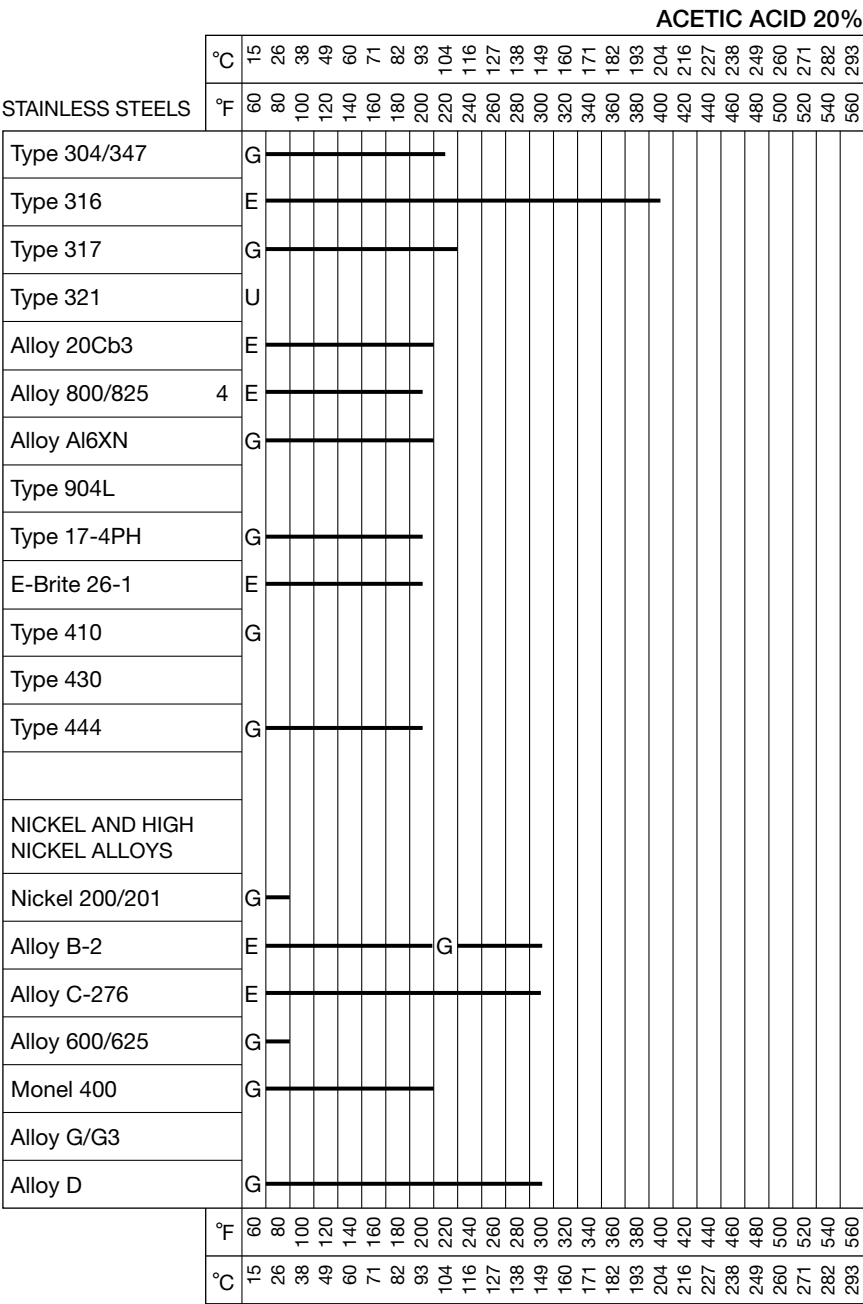 ACETIC ACID 20%
°C 15 26 38 49 60 71 82 93 104 116 127 138 149 160 171 182 193 204 216 227 238 249 260 271 282 293
STAINLESS STEELS °F 60 80 100 120 140 160 180 200 220 240 260 280 300 320 340 360 380 400 420 440 460 480 500 520 540 560
Type 304/347 G
Type 316 E
Type 317 G
Type 321 U
Alloy 20Cb3 E
Alloy 800/825 4 E
Alloy Al6XN G
Type 904L
Type 17-4PH G
E-Brite 26-1 E
Type 410 G
Type 430
Type 444 G
NICKEL AND HIGH
NICKEL ALLOYS
Nickel 200/201 G
Alloy B-2 E G
Alloy C-276 E
Alloy 600/625 G
Monel 400 G
Alloy G/G3
Alloy D G
°F 60 80 100 120 140 160 180 200 220 240 260 280 300 320 340 360 380 400 420 440 460 480 500 520 540 560
°C 15 26 38 49 60 71 82 93 104 116 127 138 149 160 171 182 193 204 216 227 238 249 260 271 282 293